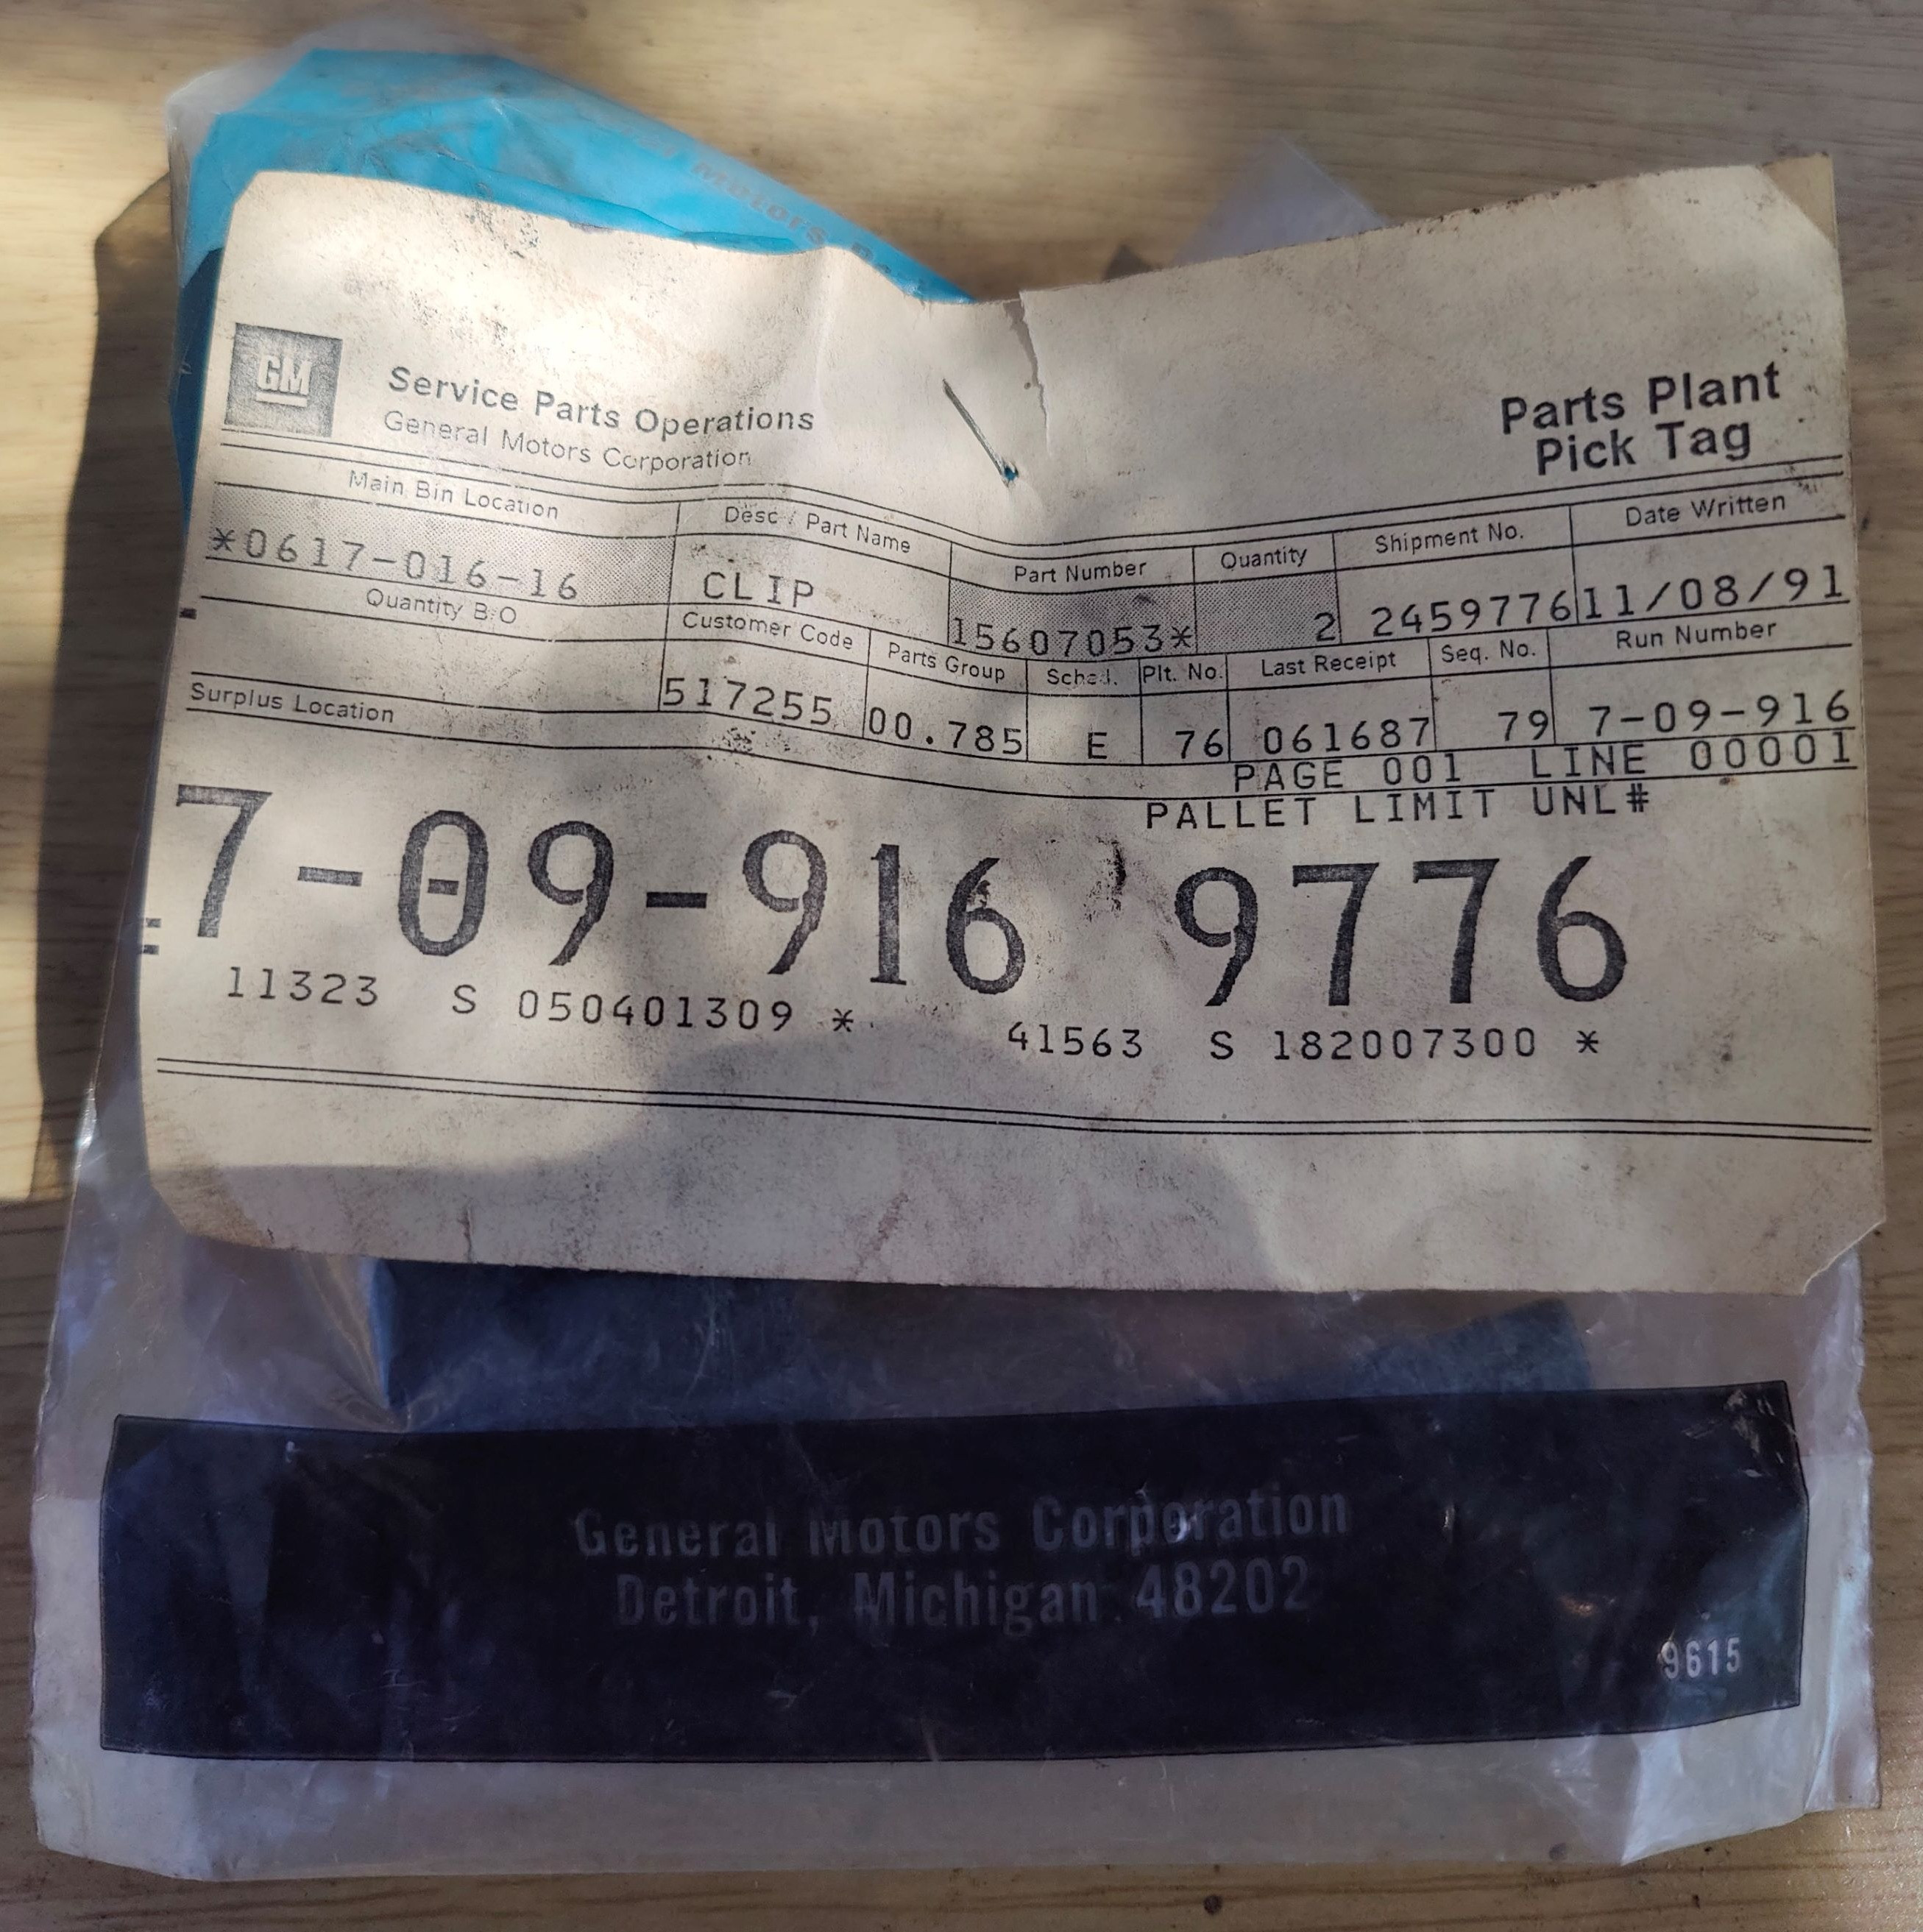 Motors
GM
Service Parts Operations
General Motors Corporation
Parts Plant
Pick Tag
Main Bin Location
Desc / Part Name
Part Number
Quantity
Shipment No.
Date Written
*0617-016-16
CLIP
15607053*
2
2459776
11/08/91
Quantity B/O
Customer Code
Parts Group
Sched.
Plt. No.
Last Receipt
Seq. No.
Run Number
517255
00.785
E
76
061687
79
7-09-916
Surplus Location
PAGE 001 LINE 00001
PALLET LIMIT UNL#
7-09-916 9776
11323 S 050401309 * 41563 S 182007300 *
General Motors Corporation
Detroit, Michigan 48202
9615